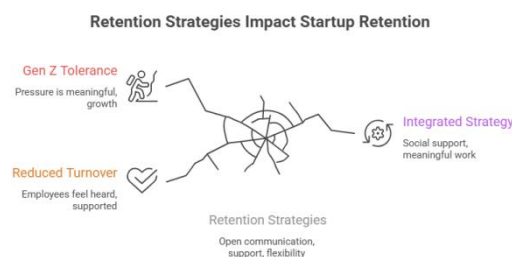 Retention Strategies Impact Startup Retention
Gen Z Tolerance
Pressure is meaningful,
growth
Integrated Strategy
Social support,
meaningful work
Reduced Turnover
Employees feel heard,
supported
Retention Strategies
Open communication,
support, flexibility